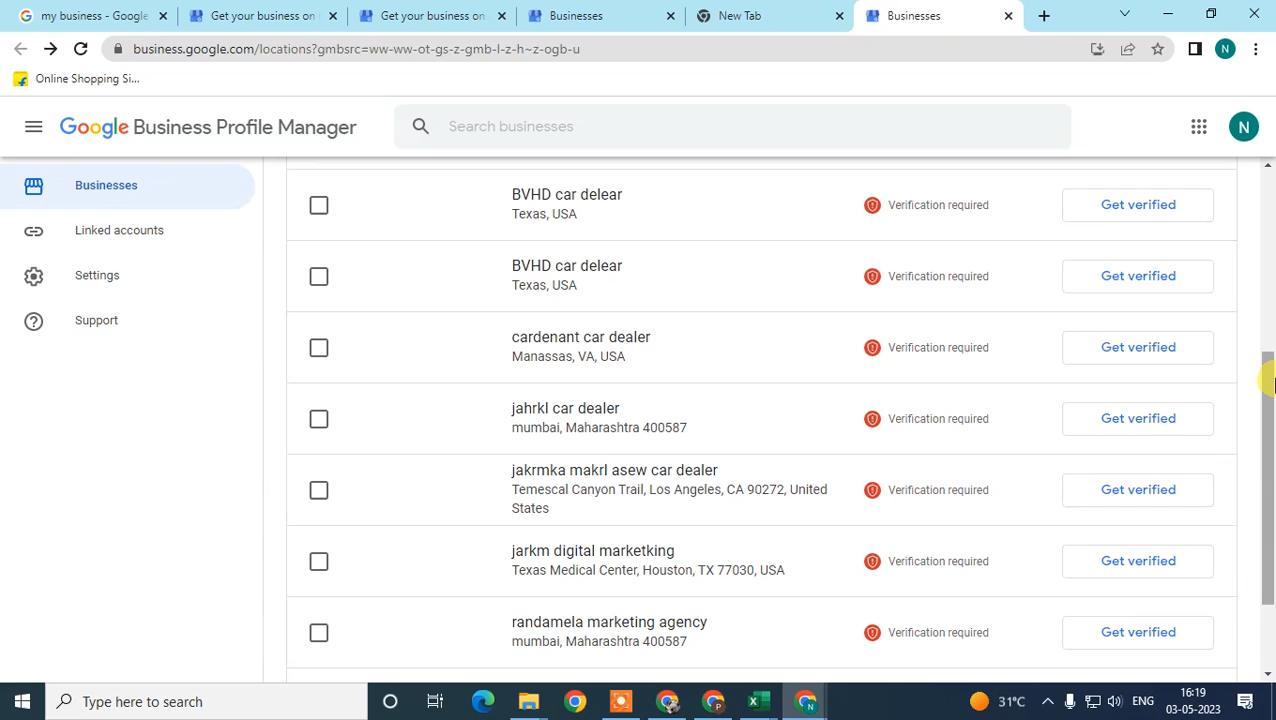 my business - Google
Get your business on
Get your business on
Businesses
New Tab
Businesses
business.google.com/locations?gmbsrc=ww-ww-ot-gs-z-gmb-l-z-h~z-ogb-u
N
Online Shopping Si...
Google Business Profile Manager
Search businesses
N
Businesses
Linked accounts
Settings
Support
BVHD car delear
Texas, USA
Verification required
Get verified
BVHD car delear
Texas, USA
Verification required
Get verified
cardenant car dealer
Manassas, VA, USA
Verification required
Get verified
jahrkl car dealer
mumbai, Maharashtra 400587
Verification required
Get verified
jakrmka makrl asew car dealer
Temescal Canyon Trail, Los Angeles, CA 90272, United
States
Verification required
Get verified
jarkm digital marketking
Texas Medical Center, Houston, TX 77030, USA
Verification required
Get verified
randamela marketing agency
mumbai, Maharashtra 400587
Verification required
Get verified
Type here to search
31°C
ENG
16:19
03-05-2023